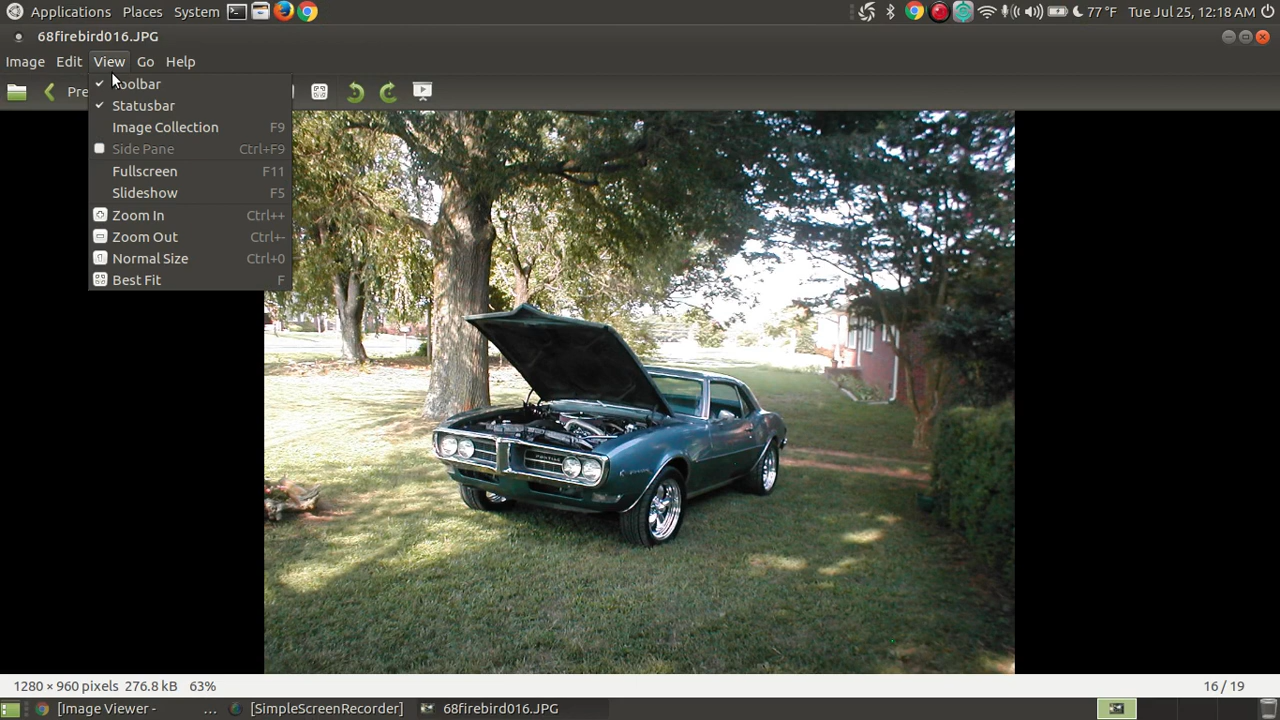 Applications Places System 77 °F Tue Jul 25, 12:18 AM
68firebird016.JPG
Image Edit View Go Help
Toolbar
Statusbar
Image Collection F9
Side Pane Ctrl+F9
Fullscreen F11
Slideshow F5
Zoom In Ctrl++
Zoom Out Ctrl+-
Normal Size Ctrl+0
Best Fit F
Pre
PONTIAC
1280 × 960 pixels 276.8 kB 63% 16 / 19
[Image Viewer - ... [SimpleScreenRecorder] 68firebird016.JPG